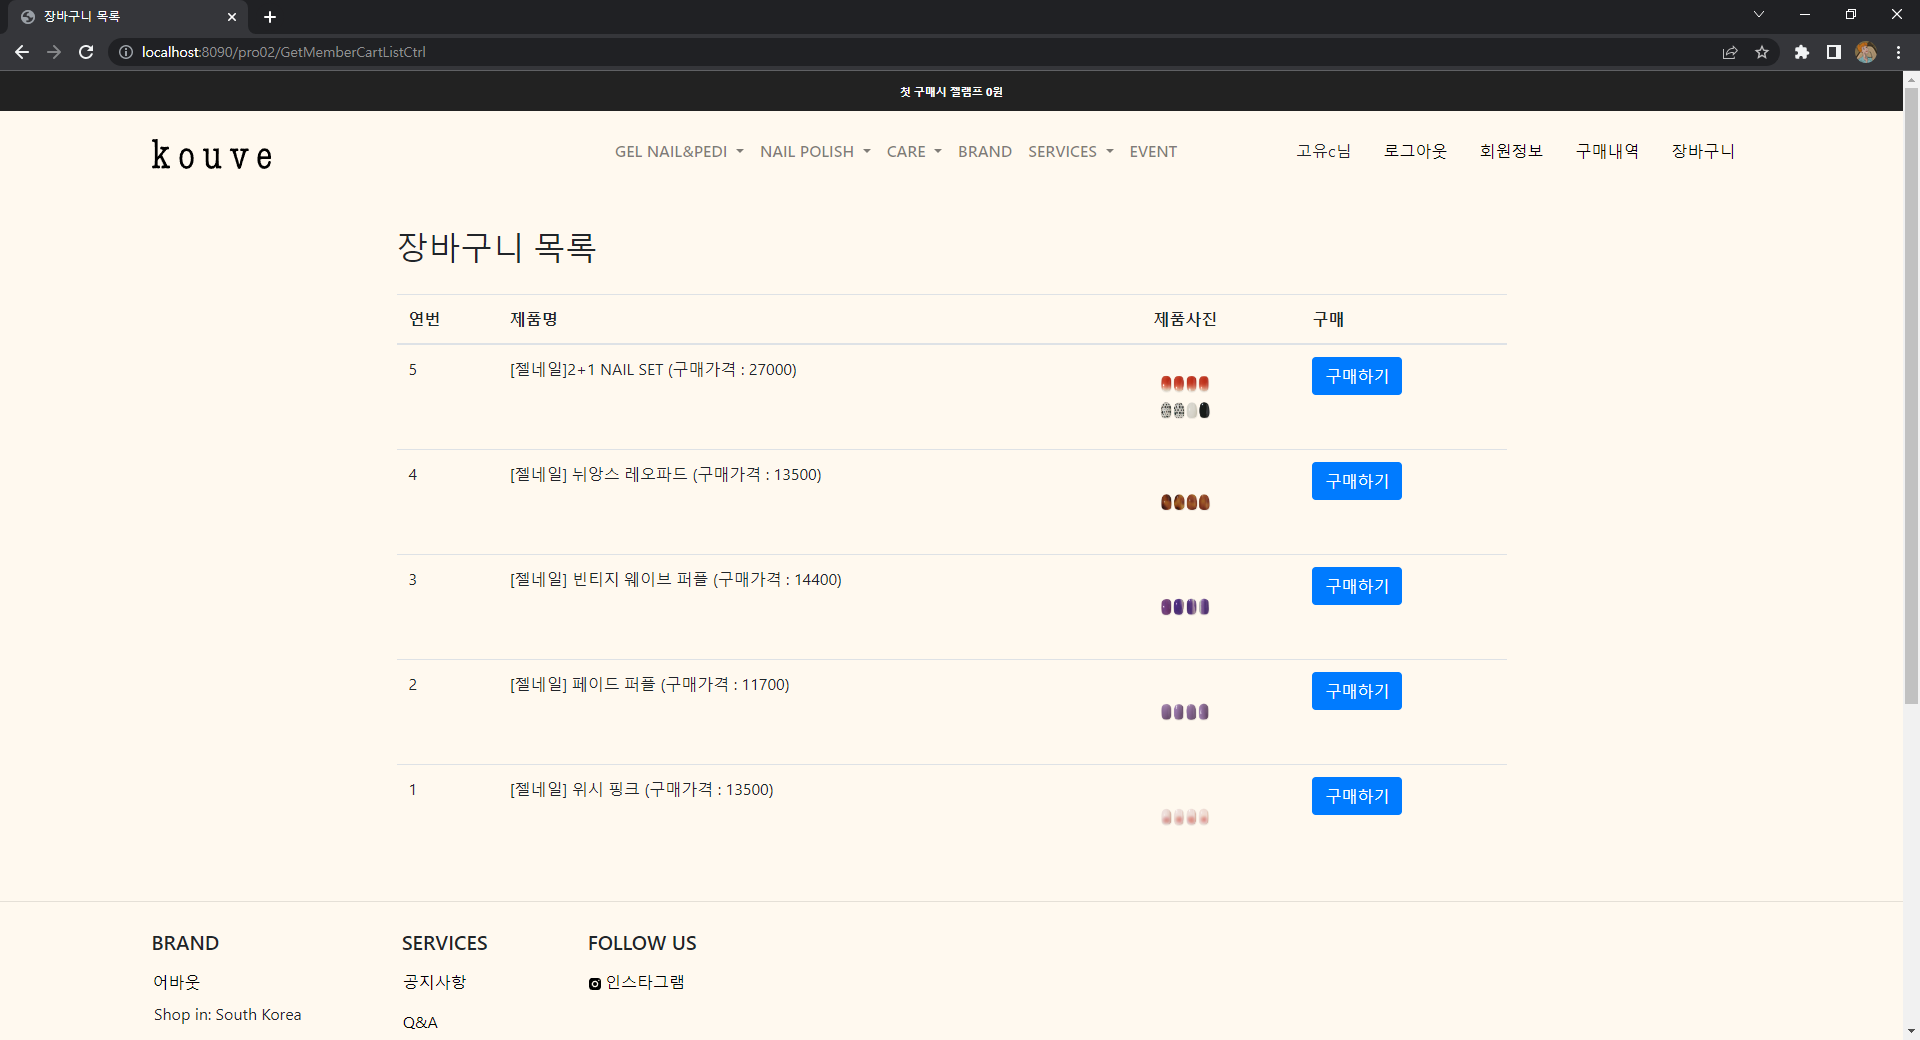 장바구니 목록
localhost:8090/pro02/GetMemberCartListCtrl
첫 구매시 젤램프 0원
kouve
GEL NAIL&PEDI NAIL POLISH CARE BRAND SERVICES EVENT
고유c님 로그아웃 회원정보 구매내역 장바구니
장바구니 목록
연번 제품명 제품사진 구매
5 [젤네일]2+1 NAIL SET (구매가격 : 27000) 구매하기
4 [젤네일] 뉘앙스 레오파드 (구매가격 : 13500) 구매하기
3 [젤네일] 빈티지 웨이브 퍼플 (구매가격 : 14400) 구매하기
2 [젤네일] 페이드 퍼플 (구매가격 : 11700) 구매하기
1 [젤네일] 위시 핑크 (구매가격 : 13500) 구매하기
BRAND
어바웃
Shop in: South Korea
SERVICES
공지사항
Q&A
FOLLOW US
인스타그램